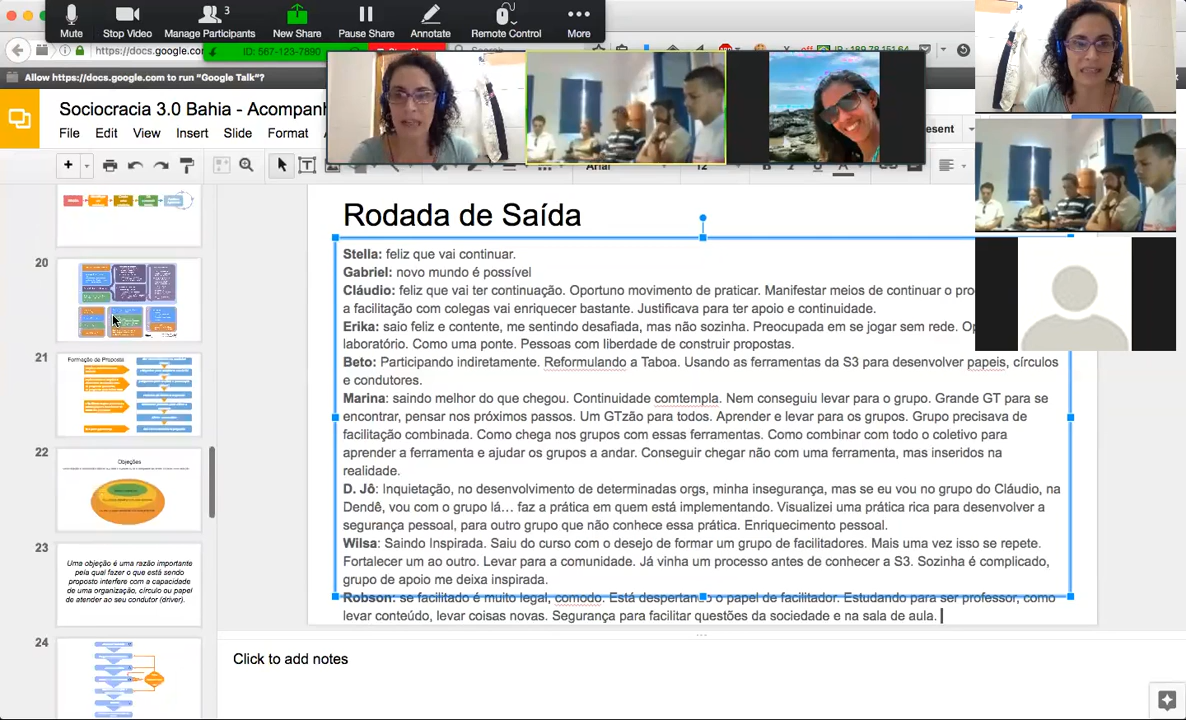 3
Mute
Stop Video
Manage Participants
New Share
Pause Share
Annotate
Remote Control
More
https://docs.google.com
ID: 567-123-7890
IP: 189.78.151.64
Allow https://docs.google.com to run "Google Talk"?
Sociocracia 3.0 Bahia - Acompanh
File Edit View Insert Slide Format
Arial
12
20
21
Formação de Proposta
22
Objeções
23
Uma objeção é uma razão importante
pela qual fazer o que está sendo
proposto interfere com a capacidade
de uma organização, círculo ou papel
de atender ao seu condutor (driver).
24
Rodada de Saída
Stella: feliz que vai continuar.
Gabriel: novo mundo é possível
Cláudio: feliz que vai ter continuação. Oportuno movimento de praticar. Manifestar meios de continuar o pro
a facilitação com colegas vai enriquecer bastante. Justificava para ter apoio e continuidade.
Erika: saio feliz e contente, me sentindo desafiada, mas não sozinha. Preocupada em se jogar sem rede. Op
laboratório. Como uma ponte. Pessoas com liberdade de construir propostas.
Beto: Participando indiretamente. Reformulando a Taboa. Usando as ferramentas da S3 para desenvolver papeis, círculos
e condutores.
Marina: saindo melhor do que chegou. Continuidade comtempla. Nem conseguiu levar para o grupo. Grande GT para se
encontrar, pensar nos próximos passos. Um GTzão para todos. Aprender e levar para os grupos. Grupo precisava de
facilitação combinada. Como chega nos grupos com essas ferramentas. Como combinar com todo o coletivo para
aprender a ferramenta e ajudar os grupos a andar. Conseguir chegar não com uma ferramenta, mas inseridos na
realidade.
D. Jô: Inquietação, no desenvolvimento de determinadas orgs, minha insegurança, mas se eu vou no grupo do Cláudio, na
Dendê, vou com o grupo lá… faz a prática em quem está implementando. Visualizei uma prática rica para desenvolver a
segurança pessoal, para outro grupo que não conhece essa prática. Enriquecimento pessoal.
Wilsa: Saindo Inspirada. Saiu do curso com o desejo de formar um grupo de facilitadores. Mais uma vez isso se repete.
Fortalecer um ao outro. Levar para a comunidade. Já vinha um processo antes de conhecer a S3. Sozinha é complicado,
grupo de apoio me deixa inspirada.
Robson: se facilitado é muito legal, comodo. Está despertando o papel de facilitador. Estudando para ser professor, como
levar conteúdo, levar coisas novas. Segurança para facilitar questões da sociedade e na sala de aula.
Click to add notes